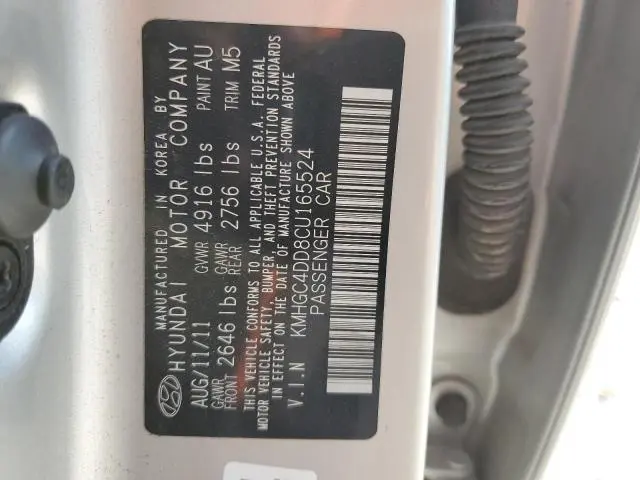 MANUFACTURED IN KOREA BY
HYUNDAI MOTOR COMPANY
AUG/11/11 GVWR 4916 lbs PAINT AU
GAWR FRONT 2646 lbs GAWR REAR 2756 lbs TRIM M5
THIS VEHICLE CONFORMS TO ALL APPLICABLE U.S.A. FEDERAL
MOTOR VEHICLE SAFETY, BUMPER, AND THEFT PREVENTION STANDARDS
IN EFFECT ON THE DATE OF MANUFACTURE SHOWN ABOVE
V.I.N KMHGC4DD8CU165524
PASSENGER CAR